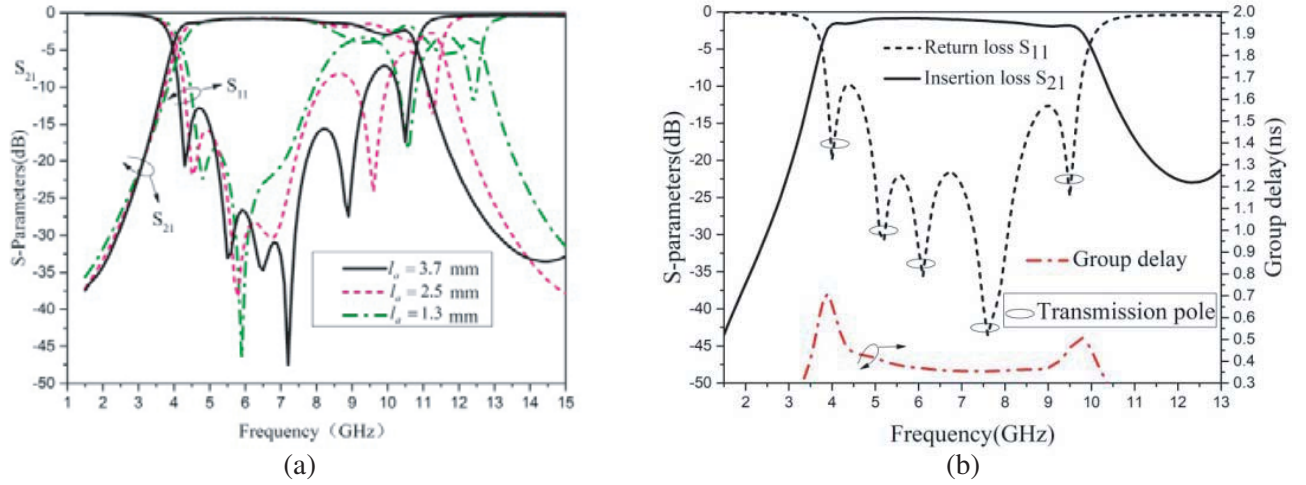 0
-5
-10
-15
-20
-25
-30
-35
-40
-45
-50
S-Parameters(dB)
S21
S11
S21
la = 3.7 mm
la = 2.5 mm
la = 1.3 mm
1 2 3 4 5 6 7 8 9 10 11 12 13 14 15
Frequency (GHz)
(a)
0
-5
-10
-15
-20
-25
-30
-35
-40
-45
-50
S-parameters(dB)
Return loss S11
Insertion loss S21
Group delay
Transmission pole
2.0
1.9
1.8
1.7
1.6
1.5
1.4
1.3
1.2
1.1
1.0
0.9
0.8
0.7
0.6
0.5
0.4
0.3
Group delay(ns)
2 3 4 5 6 7 8 9 10 11 12 13
Frequency(GHz)
(b)